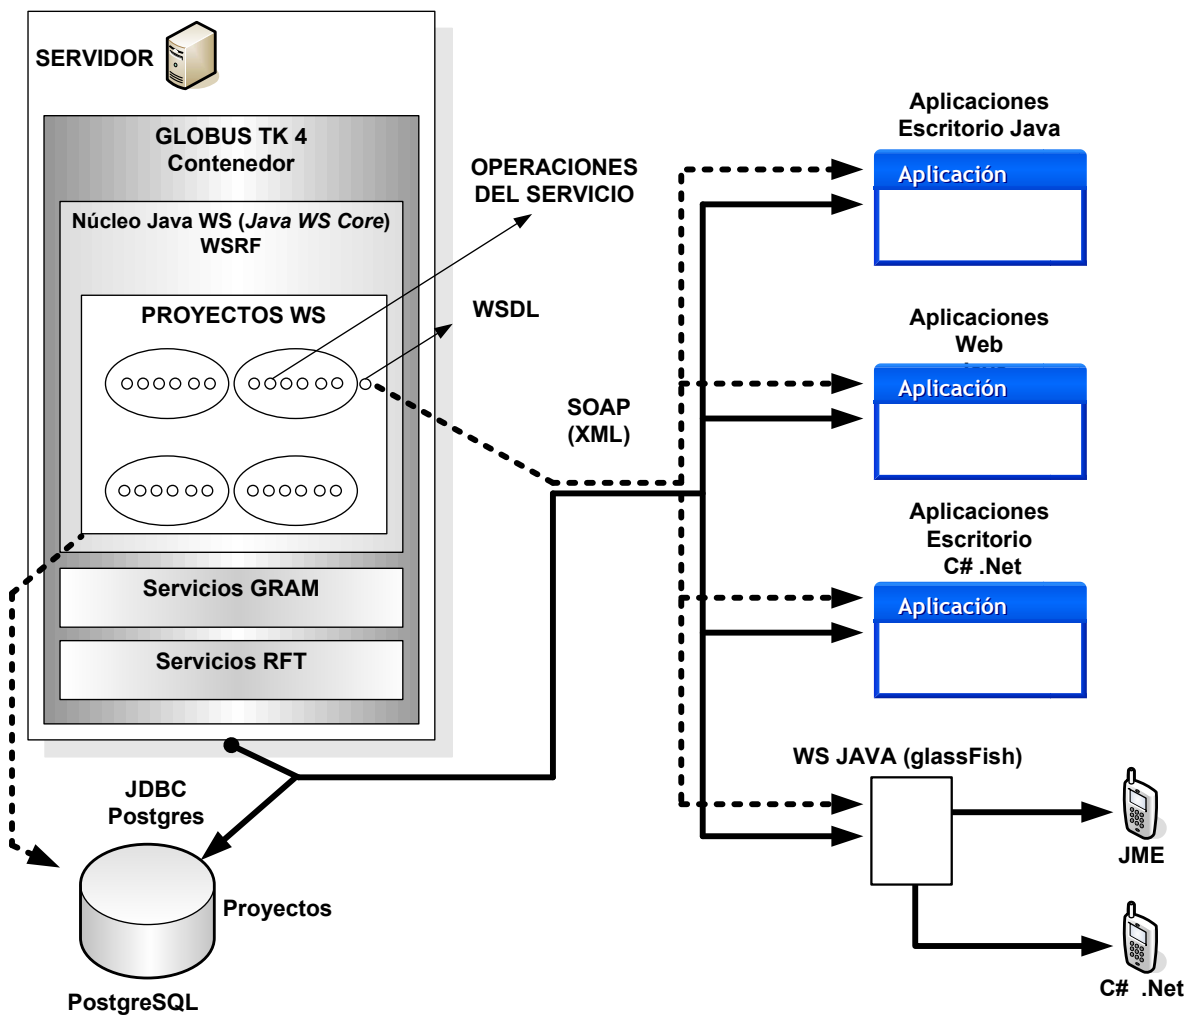 SERVIDOR
GLOBUS TK 4
Contenedor
Núcleo Java WS (Java WS Core)
WSRF
PROYECTOS WS
Servicios GRAM
Servicios RFT
OPERACIONES
DEL SERVICIO
WSDL
SOAP
(XML)
JDBC
Postgres
Proyectos
PostgreSQL
Aplicaciones
Escritorio Java
Aplicación
Aplicaciones
Web
Aplicación
Aplicaciones
Escritorio
C# .Net
Aplicación
WS JAVA (glassFish)
JME
C# .Net